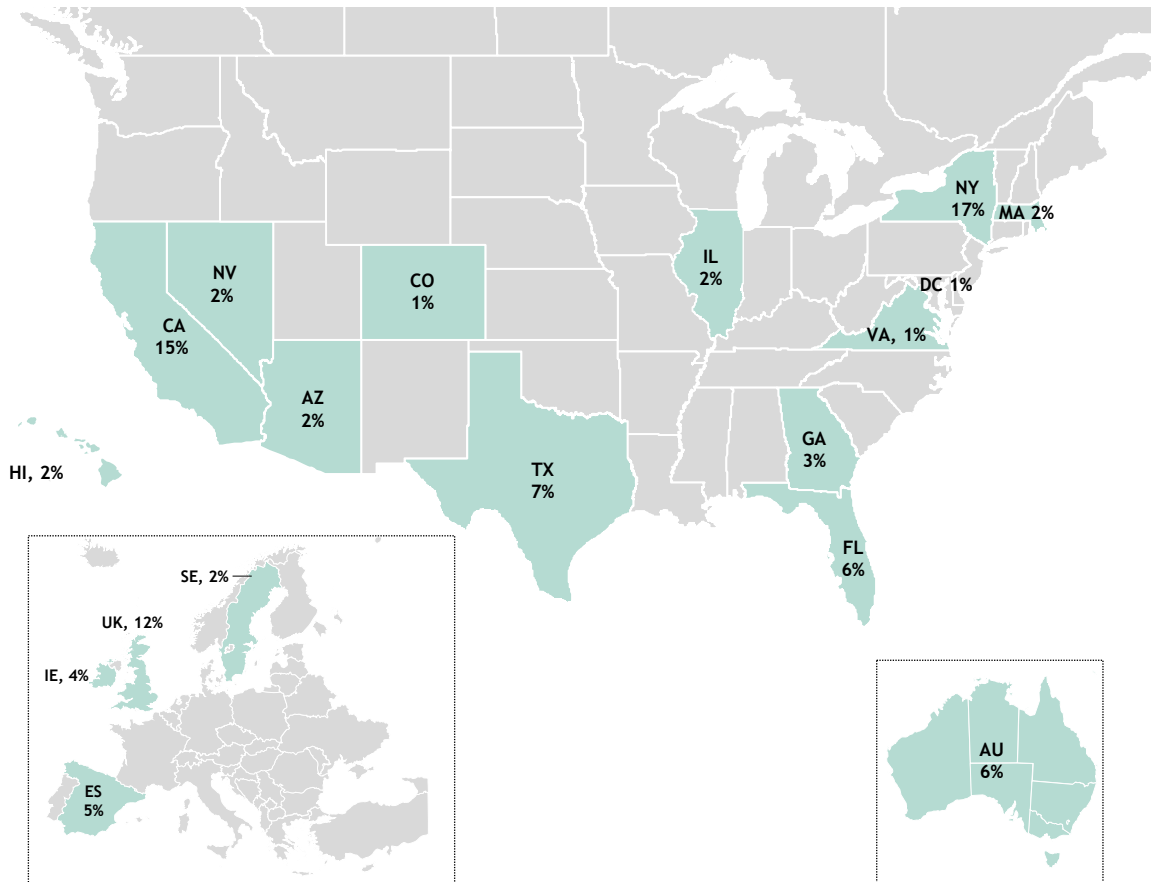 NY
17%
MA 2%
NV
2%
CO
1%
IL
2%
DC 1%
CA
15%
VA, 1%
AZ
2%
GA
3%
HI, 2%
TX
7%
FL
6%
SE, 2%
UK, 12%
IE, 4%
ES
5%
AU
6%